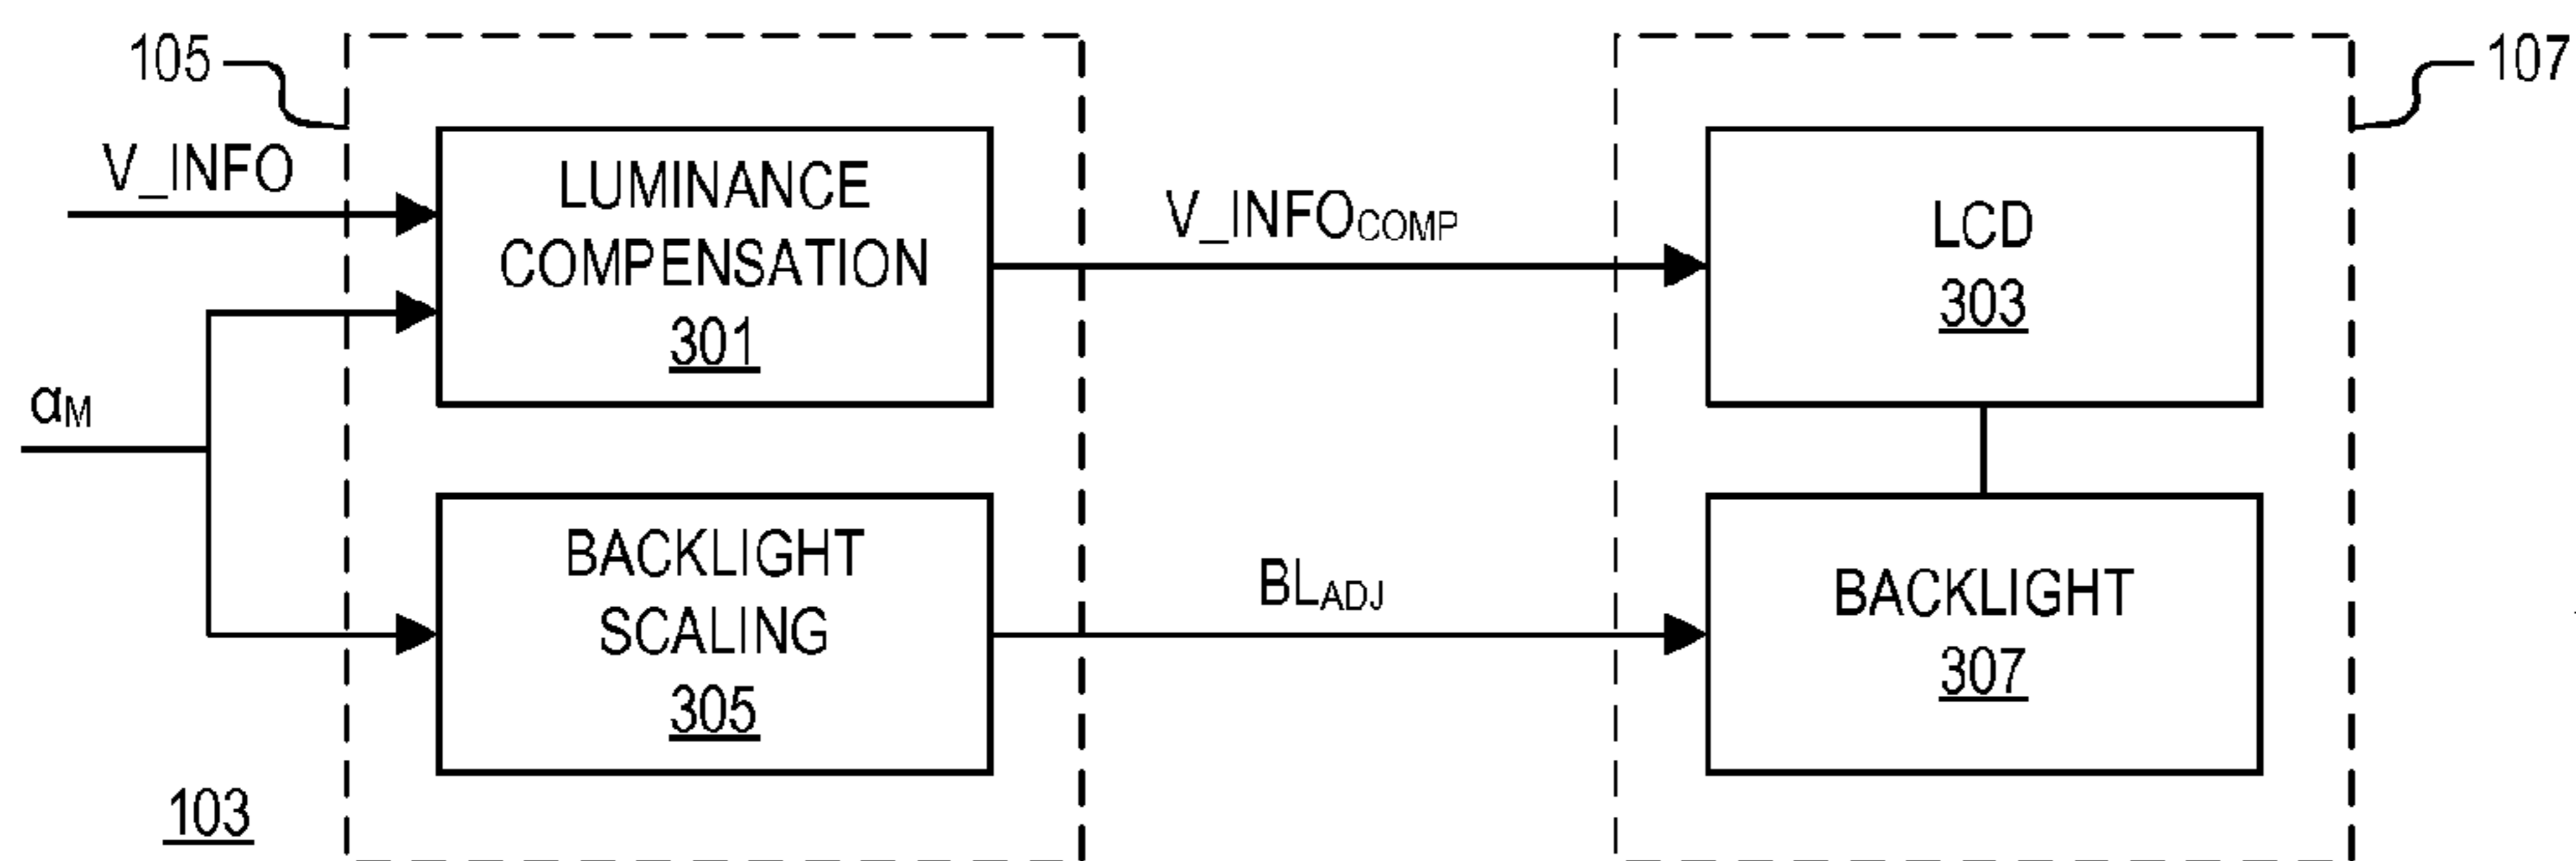 105
107
V_INFO
LUMINANCE
COMPENSATION
301
V_INFOCOMP
LCD
303
αM
BACKLIGHT
SCALING
305
BLADJ
BACKLIGHT
307
103